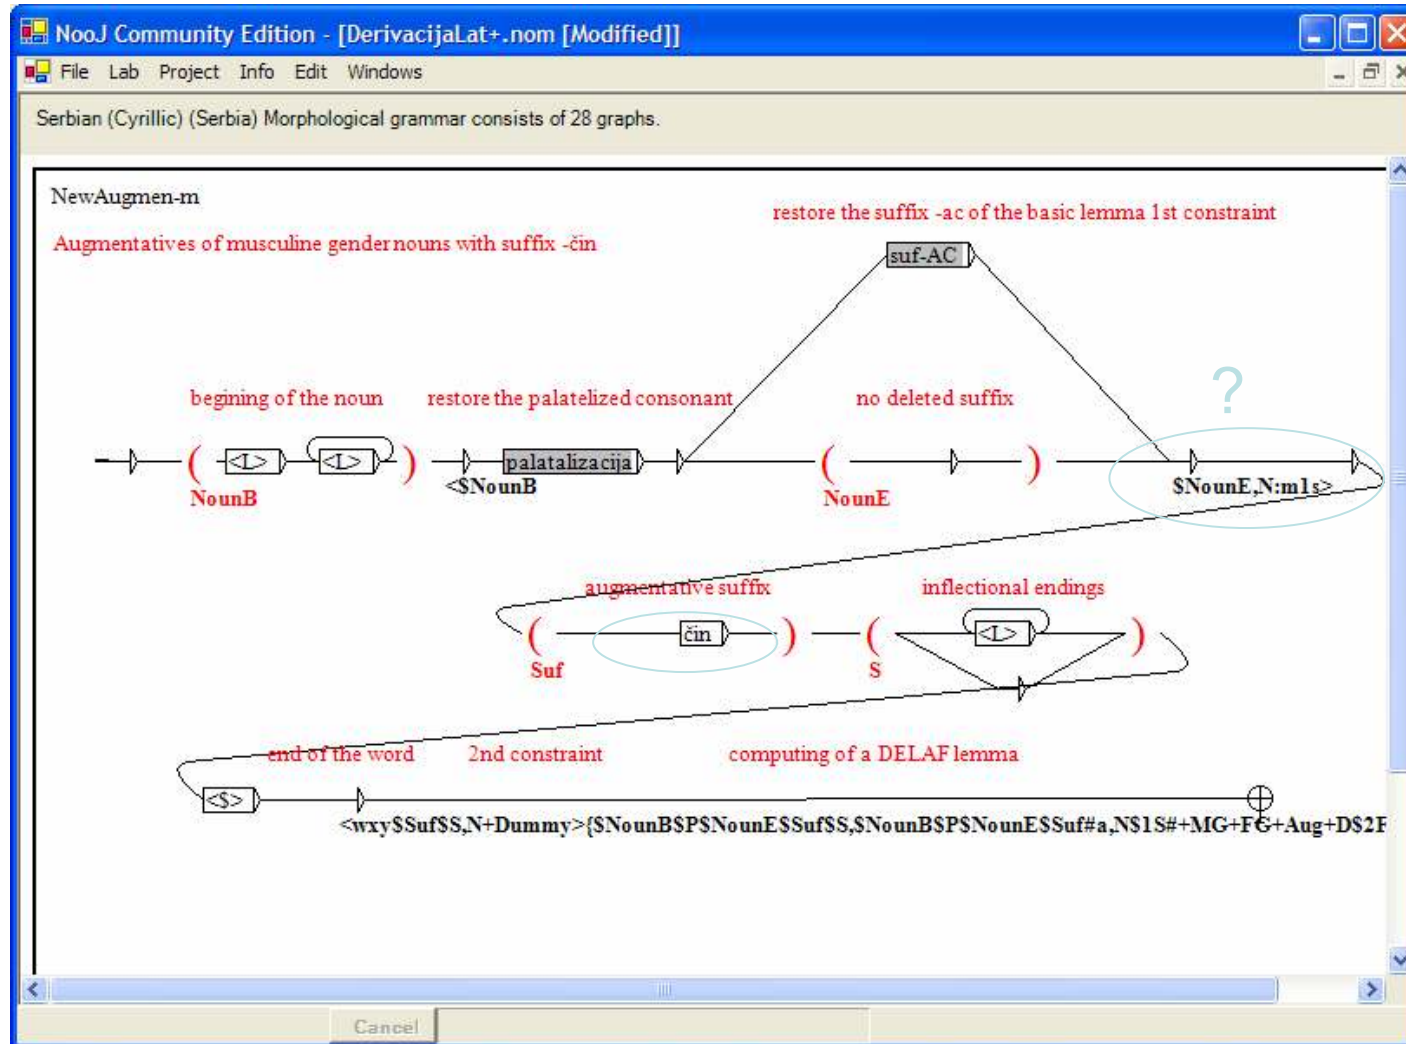 NooJ Community Edition - [DerivacijaLat+.nom [Modified]]
File Lab Project Info Edit Windows
Serbian (Cyrillic) (Serbia) Morphological grammar consists of 28 graphs.
NewAugmen-m
restore the suffix -ac of the basic lemma 1st constraint
Augmentatives of musculine gender nouns with suffix -čin
suf-AC
?
begining of the noun restore the palatelized consonant no deleted suffix
( <L> <L> ) palatalizacija ( )
NounB <$NounB NounE $NounE,N:m1s>
augmentative suffix inflectional endings
( čin ) ( <L> )
Suf S
end of the word 2nd constraint computing of a DELAF lemma
<$>
<wxy$Suf$S,N+Dummy>{$NounB$P$NounE$Suf$S,$NounB$P$NounE$Suf#a,N$1S#+MG+FG+Aug+D$2F
Cancel